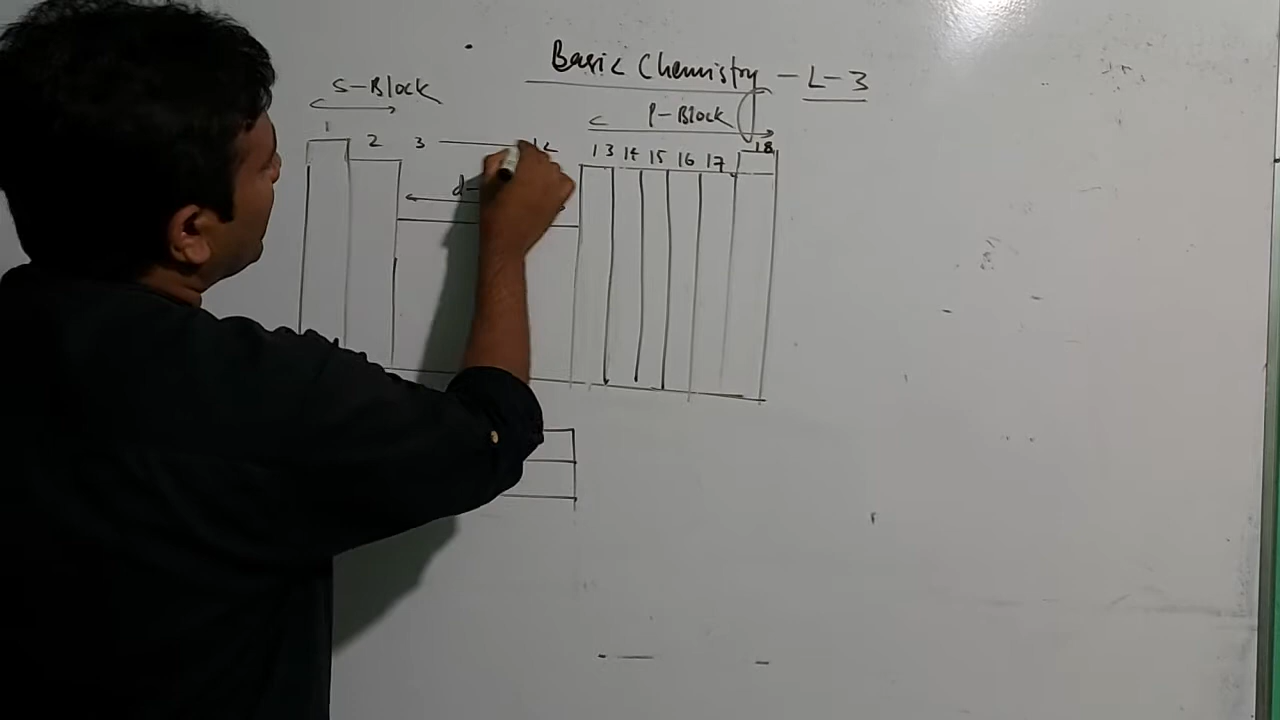 Basic Chemistry - L-3
S-Block
P-Block
1 2 3 12 13 14 15 16 17 18
d-